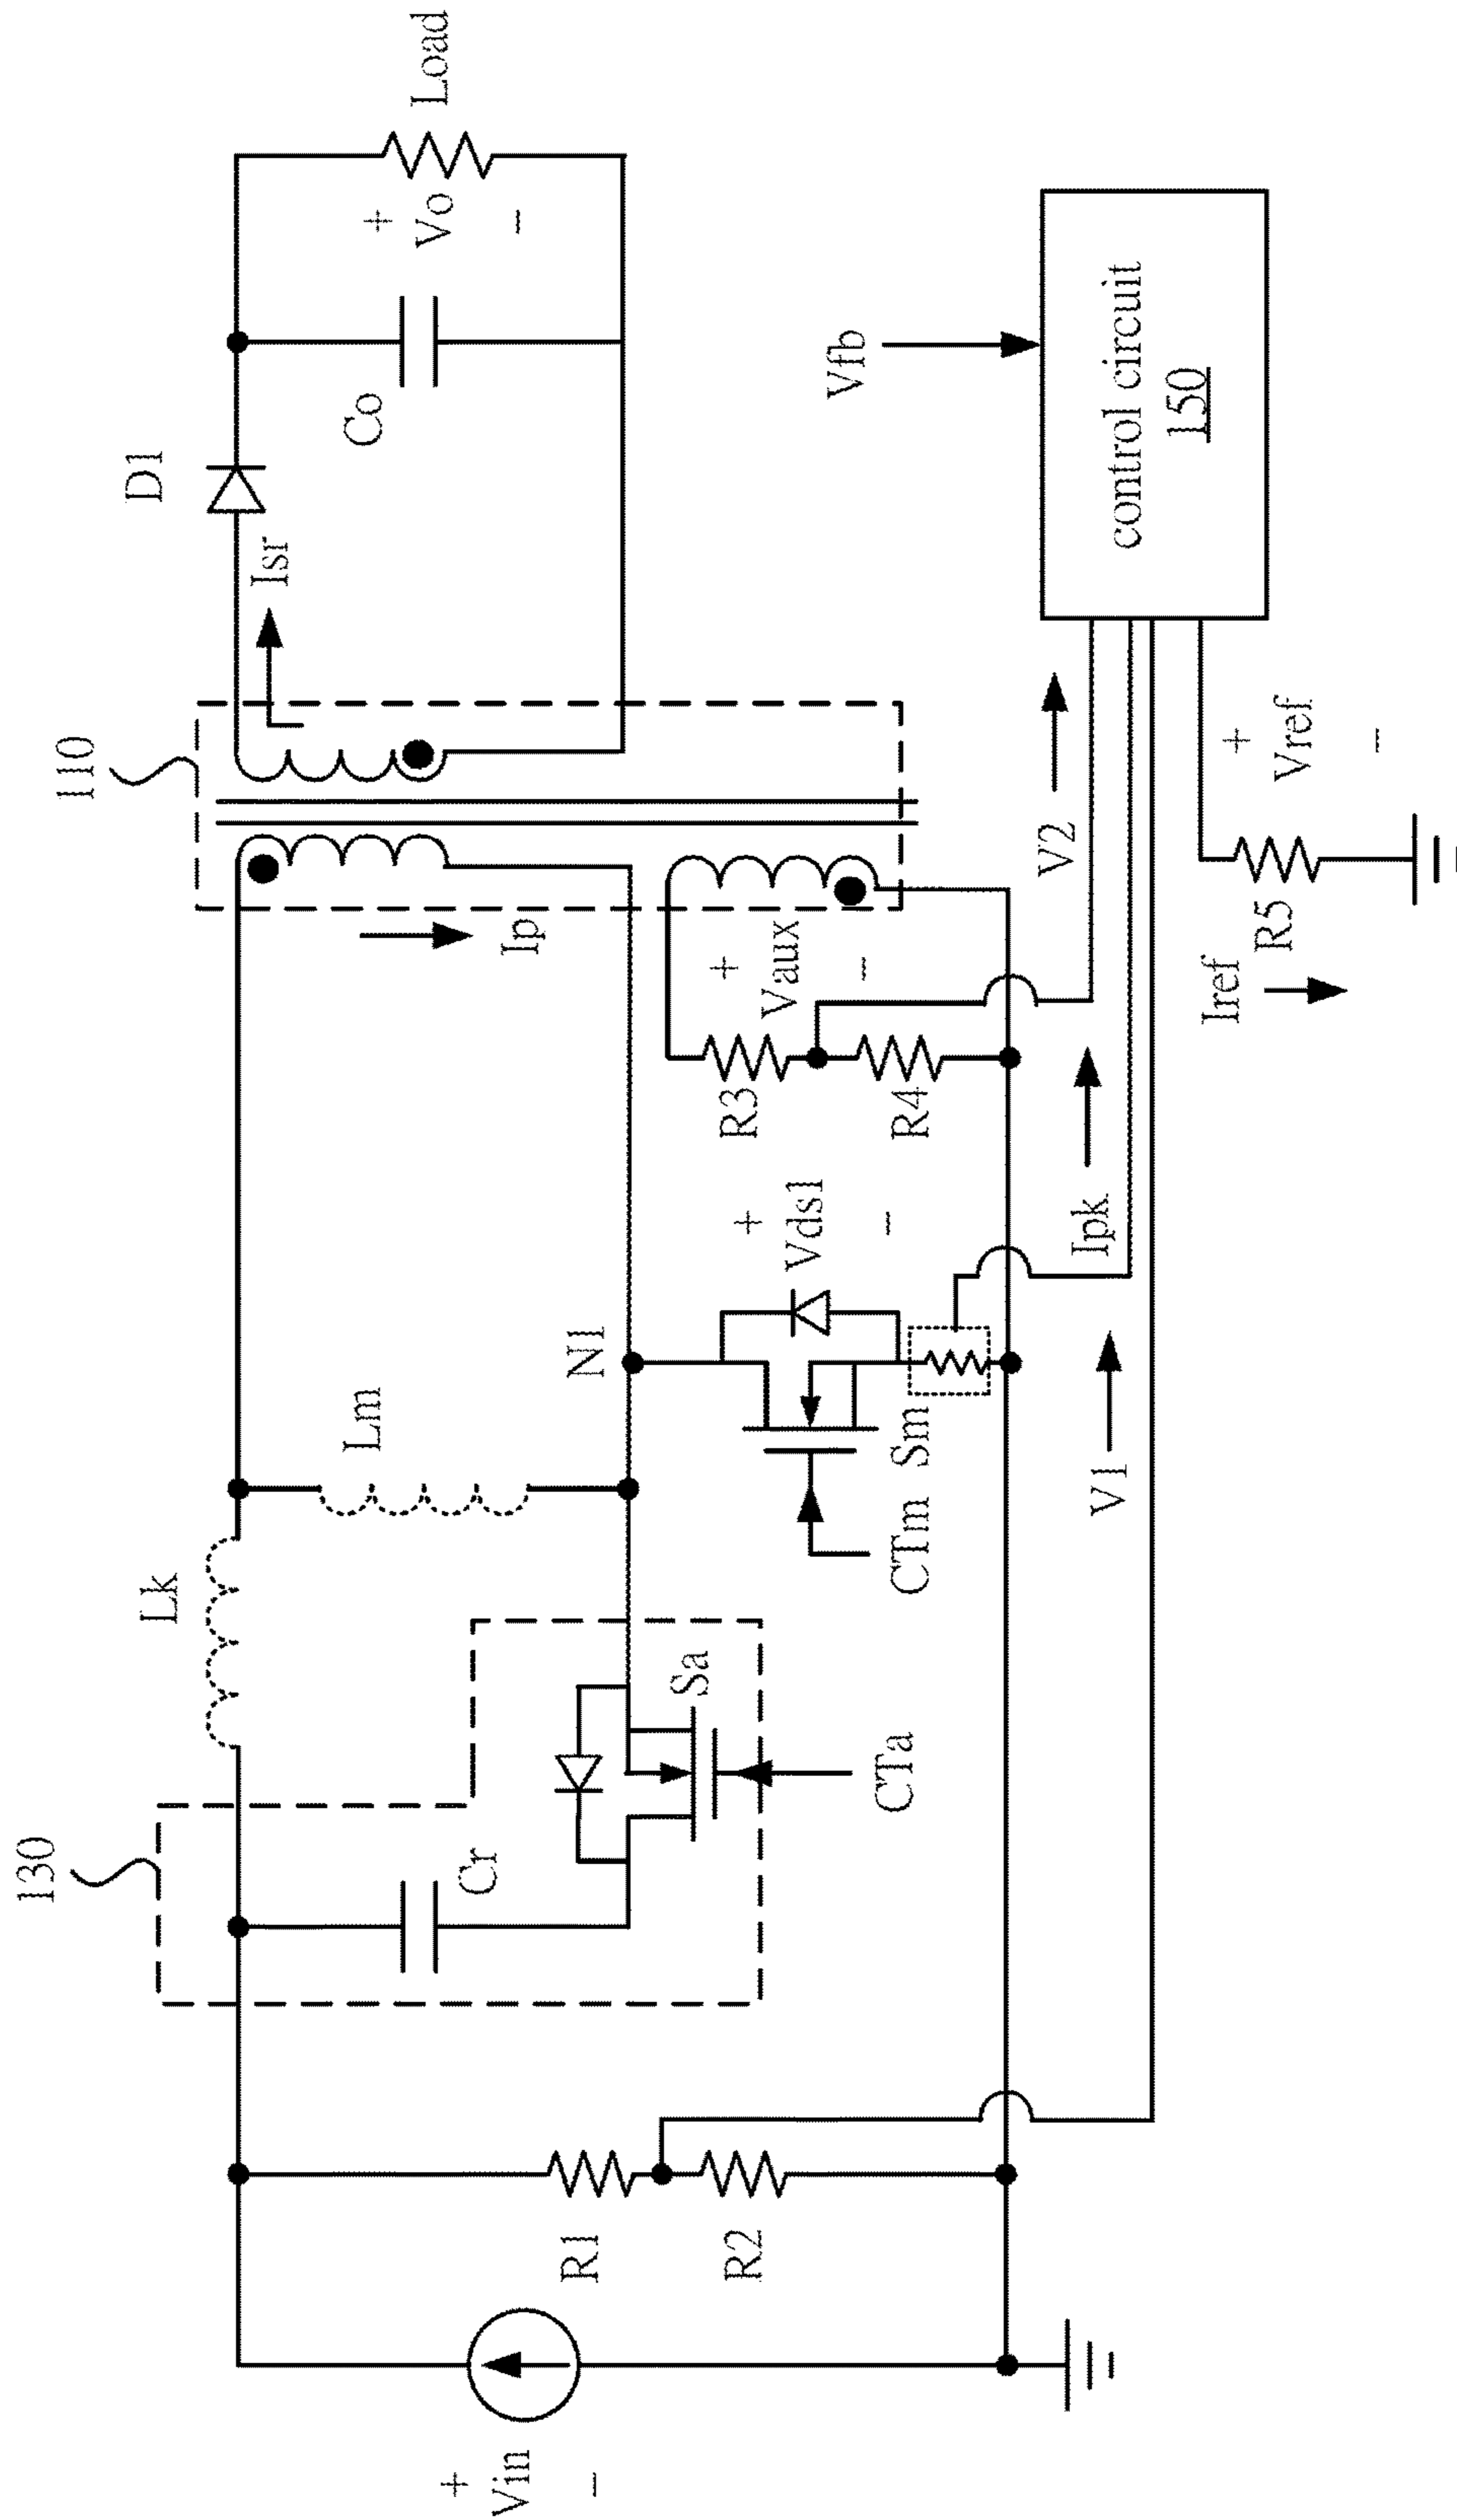 110
130
D1
Isr
Lk
Lm
Co
+
Vo
−
Load
Cr
Ip
N1
Sa
+
Vin
−
R1
R2
CTa
CTm
Sm
+
Vds1
−
R3
R4
+
Vaux
−
Vfb
V1
Ipk
V2
control circuit
150
Iref
R5
+
Vref
−